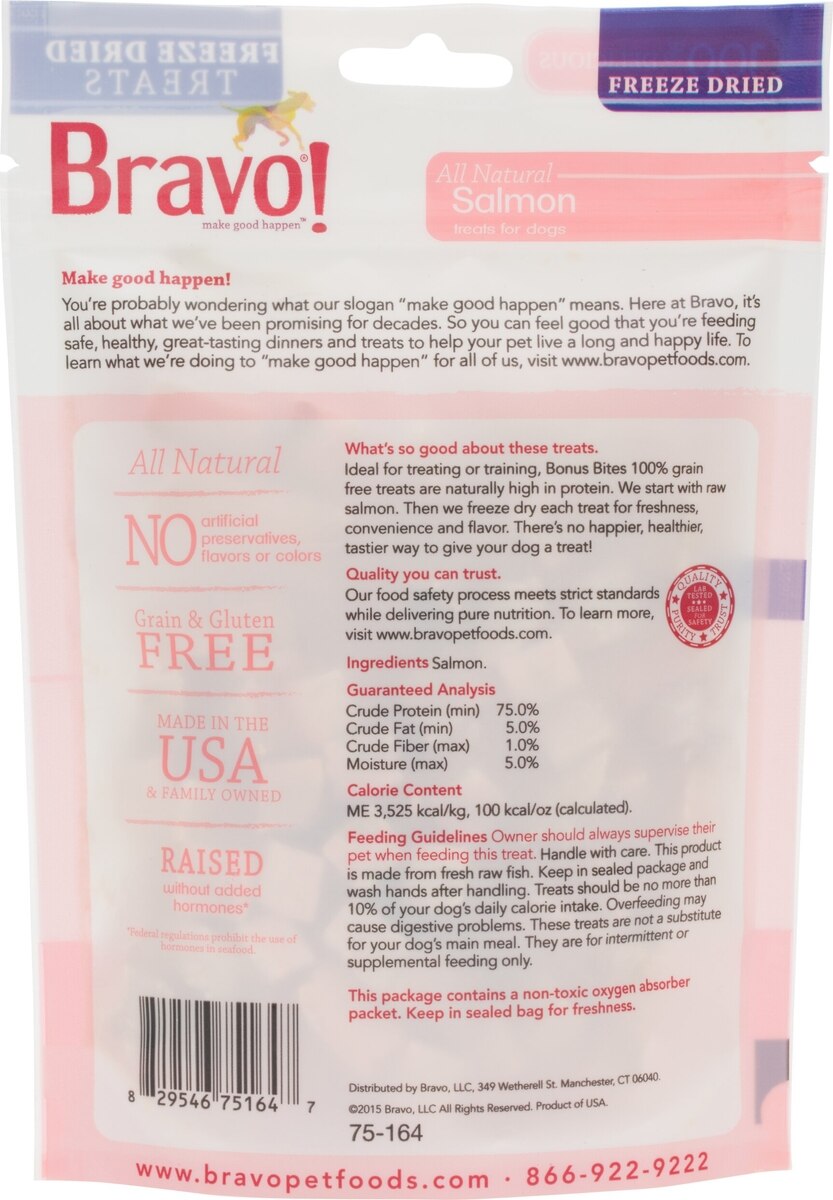 FREEZE DRIED
TREATS
FREEZE DRIED
Bravo!®
make good happen™
All Natural
Salmon
treats for dogs
Make good happen!
You're probably wondering what our slogan "make good happen" means. Here at Bravo, it's
all about what we've been promising for decades. So you can feel good that you're feeding
safe, healthy, great-tasting dinners and treats to help your pet live a long and happy life. To
learn what we're doing to "make good happen" for all of us, visit www.bravopetfoods.com.
All Natural
NO artificial
preservatives,
flavors or colors
Grain & Gluten
FREE
MADE IN THE
USA
& FAMILY OWNED
RAISED
without added
hormones*
*Federal regulations prohibit the use of
hormones in seafood.
What's so good about these treats.
Ideal for treating or training, Bonus Bites 100% grain
free treats are naturally high in protein. We start with raw
salmon. Then we freeze dry each treat for freshness,
convenience and flavor. There's no happier, healthier,
tastier way to give your dog a treat!
Quality you can trust.
Our food safety process meets strict standards
while delivering pure nutrition. To learn more,
visit www.bravopetfoods.com.
QUALITY
TRUST
PURITY
LAB
TESTED
SEALED
FOR
SAFETY
Ingredients Salmon.
Guaranteed Analysis
Crude Protein (min) 75.0%
Crude Fat (min) 5.0%
Crude Fiber (max) 1.0%
Moisture (max) 5.0%
Calorie Content
ME 3,525 kcal/kg, 100 kcal/oz (calculated).
Feeding Guidelines Owner should always supervise their
pet when feeding this treat. Handle with care. This product
is made from fresh raw fish. Keep in sealed package and
wash hands after handling. Treats should be no more than
10% of your dog's daily calorie intake. Overfeeding may
cause digestive problems. These treats are not a substitute
for your dog's main meal. They are for intermittent or
supplemental feeding only.
This package contains a non-toxic oxygen absorber
packet. Keep in sealed bag for freshness.
8 29546 75164 7
Distributed by Bravo, LLC, 349 Wetherell St. Manchester, CT 06040.
©2015 Bravo, LLC All Rights Reserved. Product of USA.
75-164
www.bravopetfoods.com · 866-922-9222